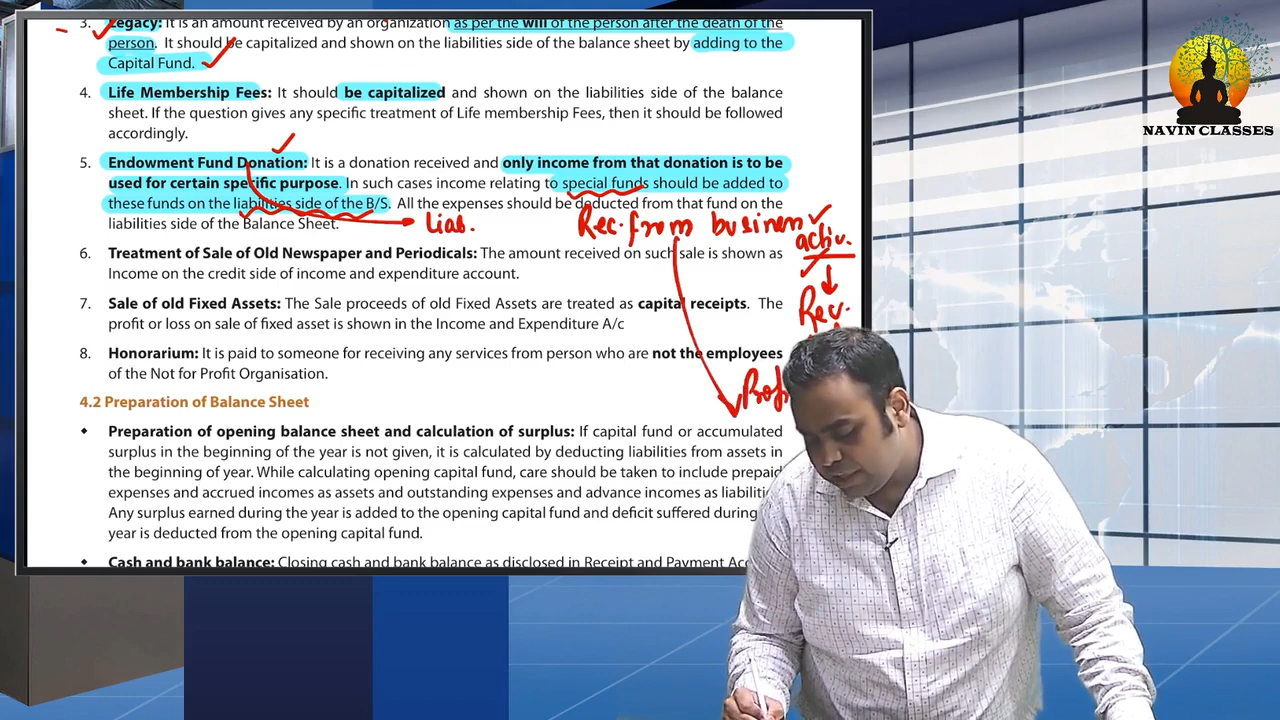 3. Legacy: It is an amount received by an organization as per the will of the person after the death of the
person. It should be capitalized and shown on the liabilities side of the balance sheet by adding to the
Capital Fund.
4. Life Membership Fees: It should be capitalized and shown on the liabilities side of the balance
sheet. If the question gives any specific treatment of Life membership Fees, then it should be followed
accordingly.
5. Endowment Fund Donation: It is a donation received and only income from that donation is to be
used for certain specific purpose. In such cases income relating to special funds should be added to
these funds on the liabilities side of the B/S. All the expenses should be deducted from that fund on the
liabilities side of the Balance Sheet.
Liab.
Rec. from business
activ.
Rev.
6. Treatment of Sale of Old Newspaper and Periodicals: The amount received on such sale is shown as
Income on the credit side of income and expenditure account.
7. Sale of old Fixed Assets: The Sale proceeds of old Fixed Assets are treated as capital receipts. The
profit or loss on sale of fixed asset is shown in the Income and Expenditure A/c
8. Honorarium: It is paid to someone for receiving any services from person who are not the employees
of the Not for Profit Organisation.
4.2 Preparation of Balance Sheet
♦ Preparation of opening balance sheet and calculation of surplus: If capital fund or accumulated
surplus in the beginning of the year is not given, it is calculated by deducting liabilities from assets in
the beginning of year. While calculating opening capital fund, care should be taken to include prepaid
expenses and accrued incomes as assets and outstanding expenses and advance incomes as
Any surplus earned during the year is added to the opening capital fund and deficit suffered during
year is deducted from the opening capital fund.
♦ Cash and bank balance: Closing cash and bank balance as disclosed in Receipt and Payment
NAVIN CLASSES